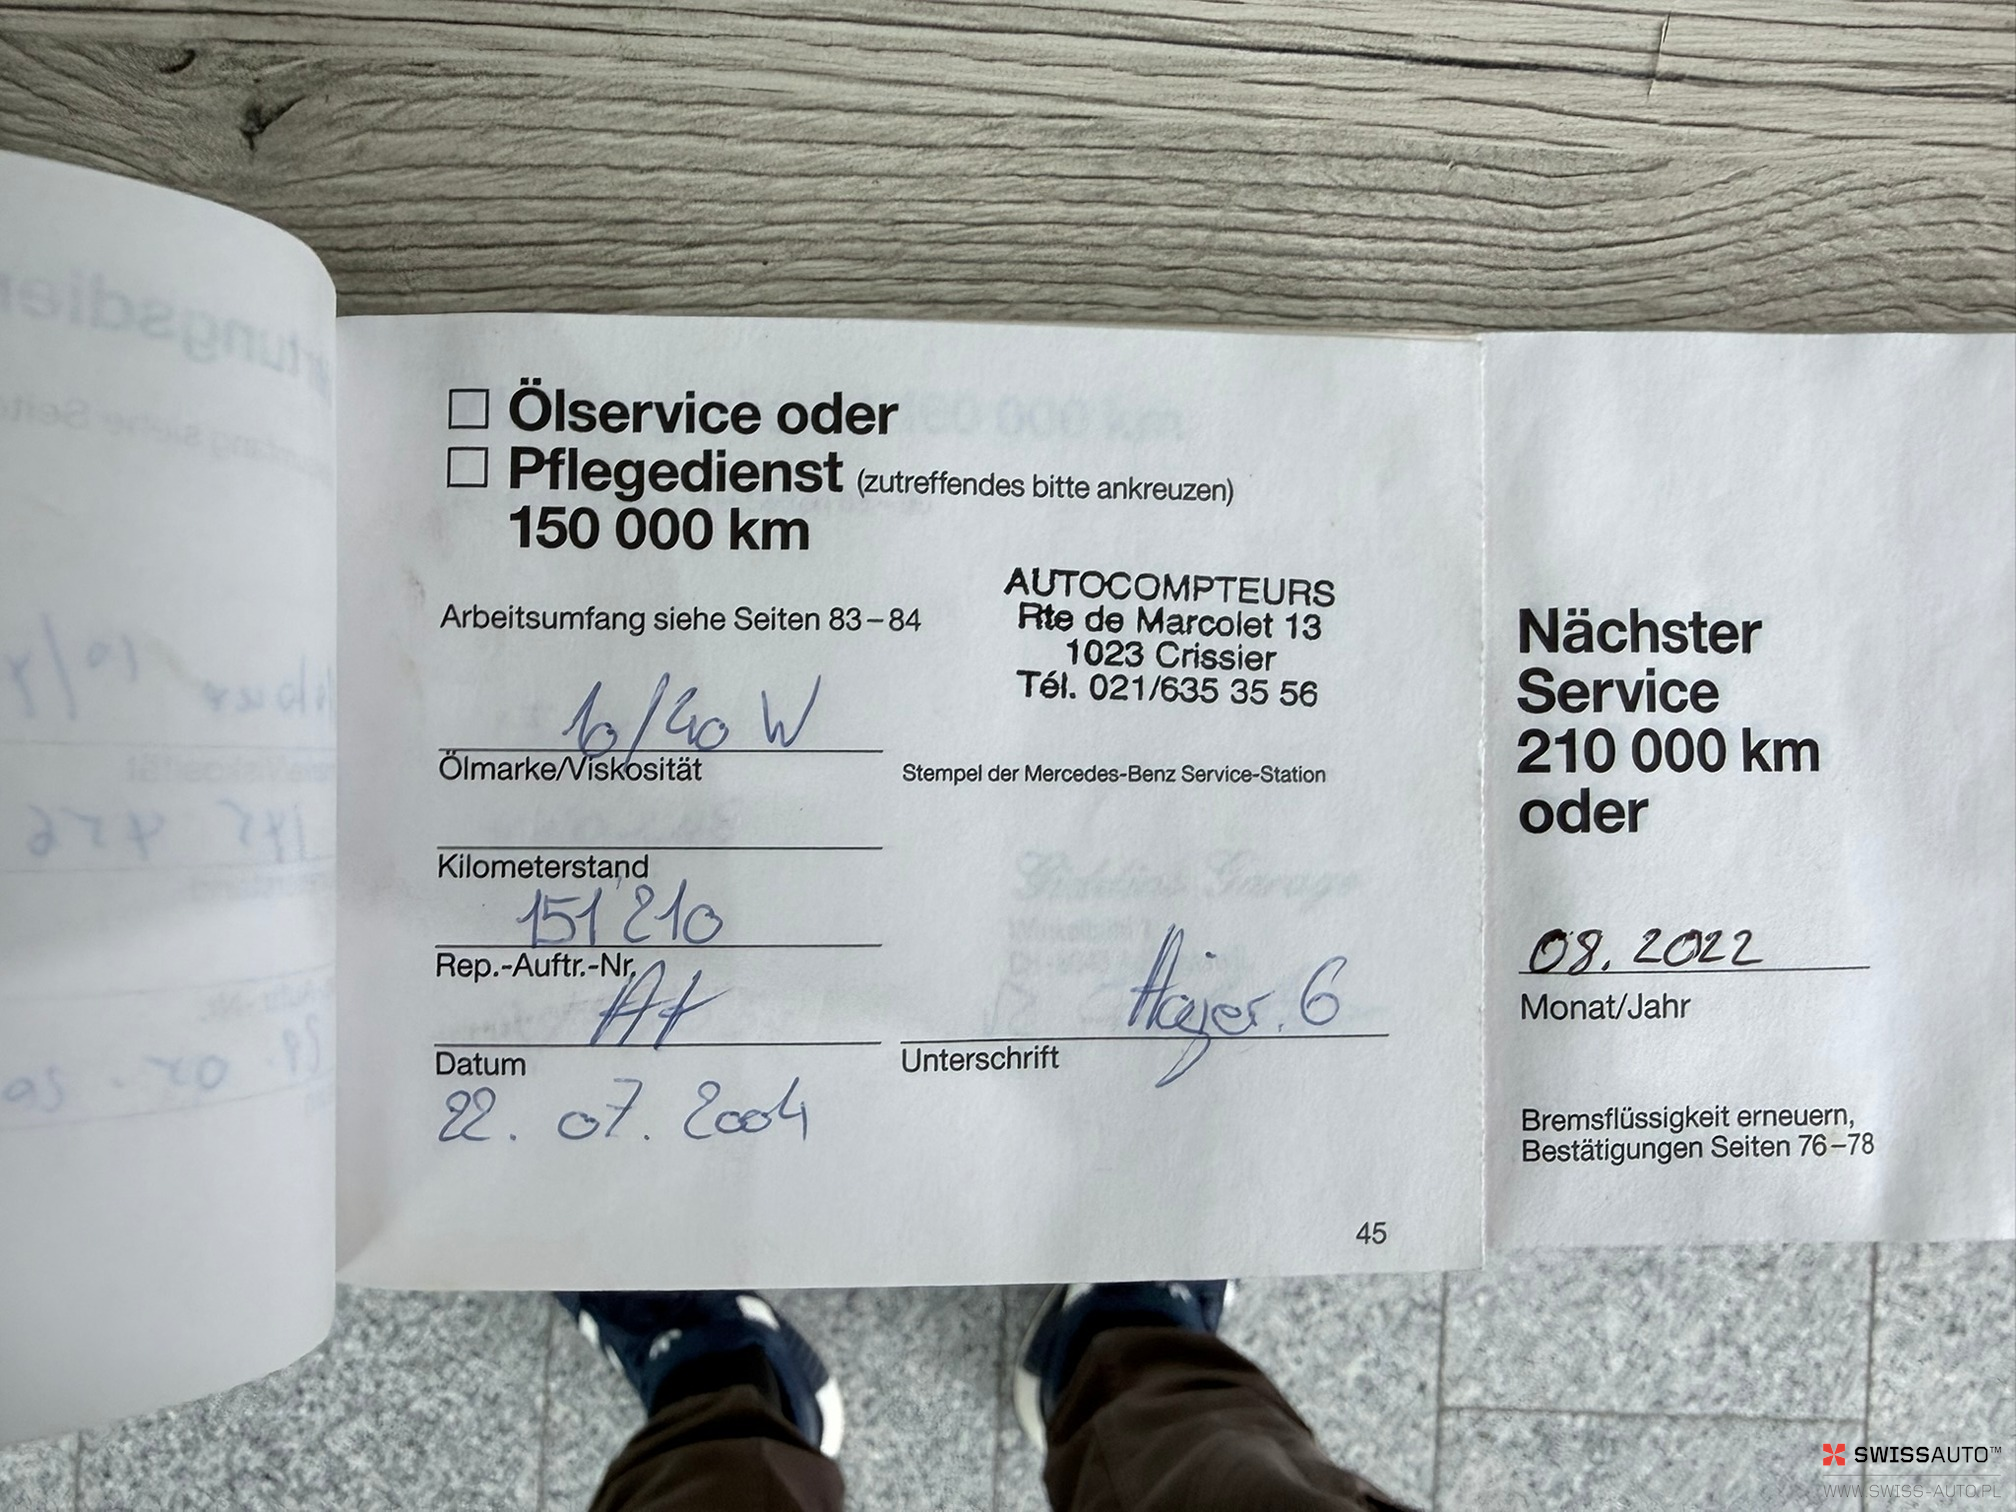 ☐ Ölservice oder
☐ Pflegedienst (zutreffendes bitte ankreuzen)
150 000 km
Arbeitsumfang siehe Seiten 83–84
AUTOCOMPTEURS
Rte de Marcolet 13
1023 Crissier
Tél. 021/635 35 56
10/40 W
Ölmarke/Viskosität
Stempel der Mercedes-Benz Service-Station
Kilometerstand
151 210
Rep.-Auftr.-Nr.
Datum
22. 07. 2004
Unterschrift
45
Nächster
Service
210 000 km
oder
08. 2022
Monat/Jahr
Bremsflüssigkeit erneuern,
Bestätigungen Seiten 76–78
SWISSAUTO™
WWW.SWISS-AUTO.PL